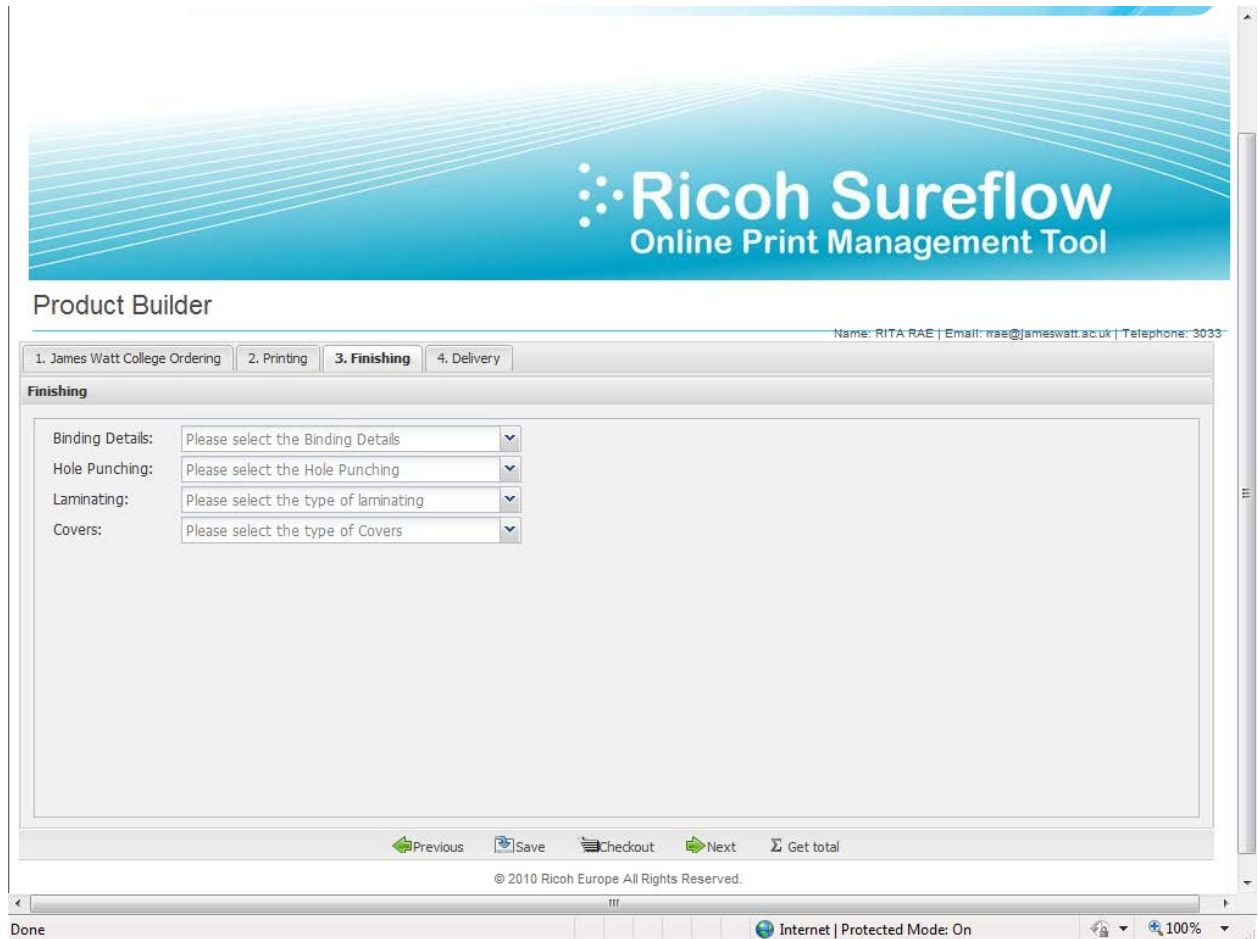 Ricoh Sureflow
Online Print Management Tool
Product Builder
Name: RITA RAE | Email: rrae@jameswatt.ac.uk | Telephone: 3033
1. James Watt College Ordering 2. Printing 3. Finishing 4. Delivery
Finishing
Binding Details: Please select the Binding Details
Hole Punching: Please select the Hole Punching
Laminating: Please select the type of laminating
Covers: Please select the type of Covers
Previous Save Checkout Next Σ Get total
© 2010 Ricoh Europe All Rights Reserved.
Done Internet | Protected Mode: On 100%